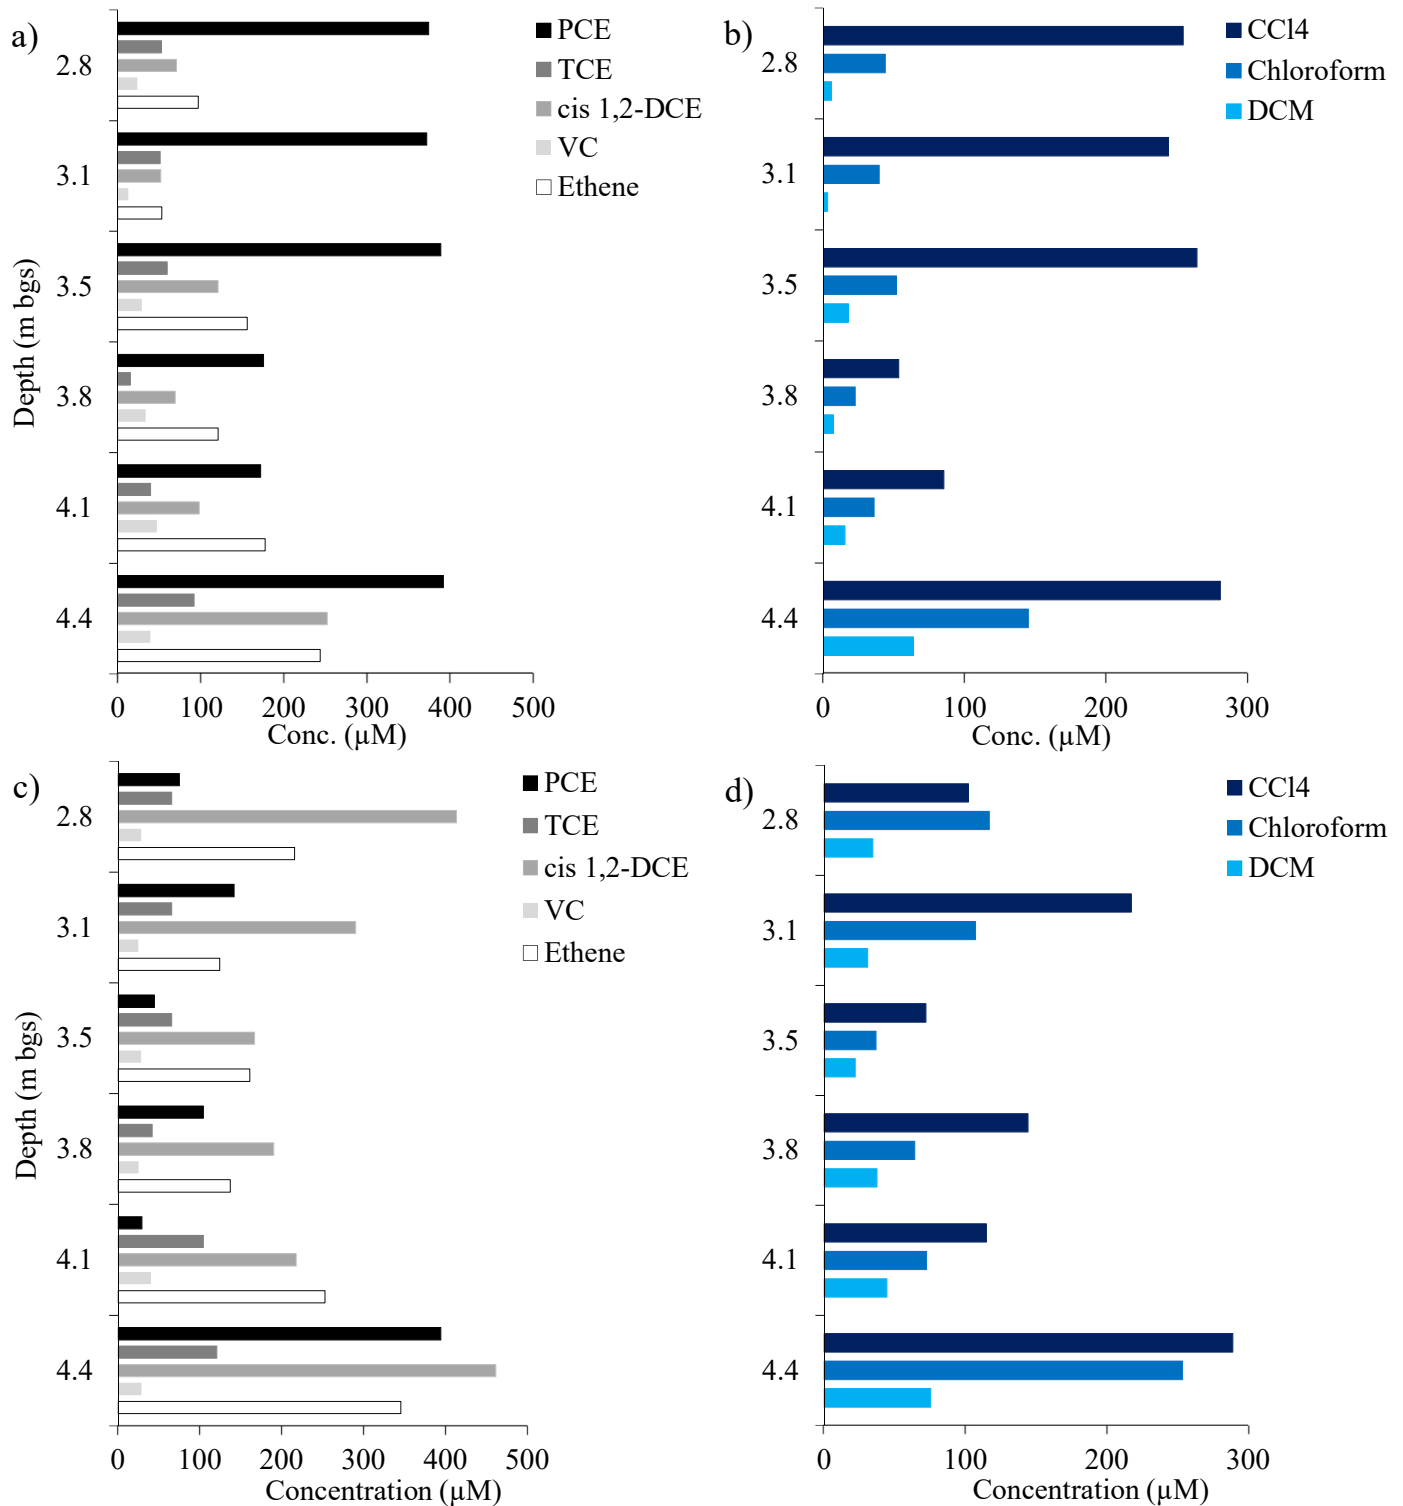 a)
PCE
TCE
cis 1,2-DCE
VC
Ethene
2.8
3.1
3.5
3.8
4.1
4.4
Depth (m bgs)
0 100 200 300 400 500
Conc. (µM)
b)
CCl4
Chloroform
DCM
2.8
3.1
3.5
3.8
4.1
4.4
0 100 200 300
Conc. (µM)
c)
PCE
TCE
cis 1,2-DCE
VC
Ethene
2.8
3.1
3.5
3.8
4.1
4.4
Depth (m bgs)
0 100 200 300 400 500
Concentration (µM)
d)
CCl4
Chloroform
DCM
2.8
3.1
3.5
3.8
4.1
4.4
0 100 200 300
Concentration (µM)